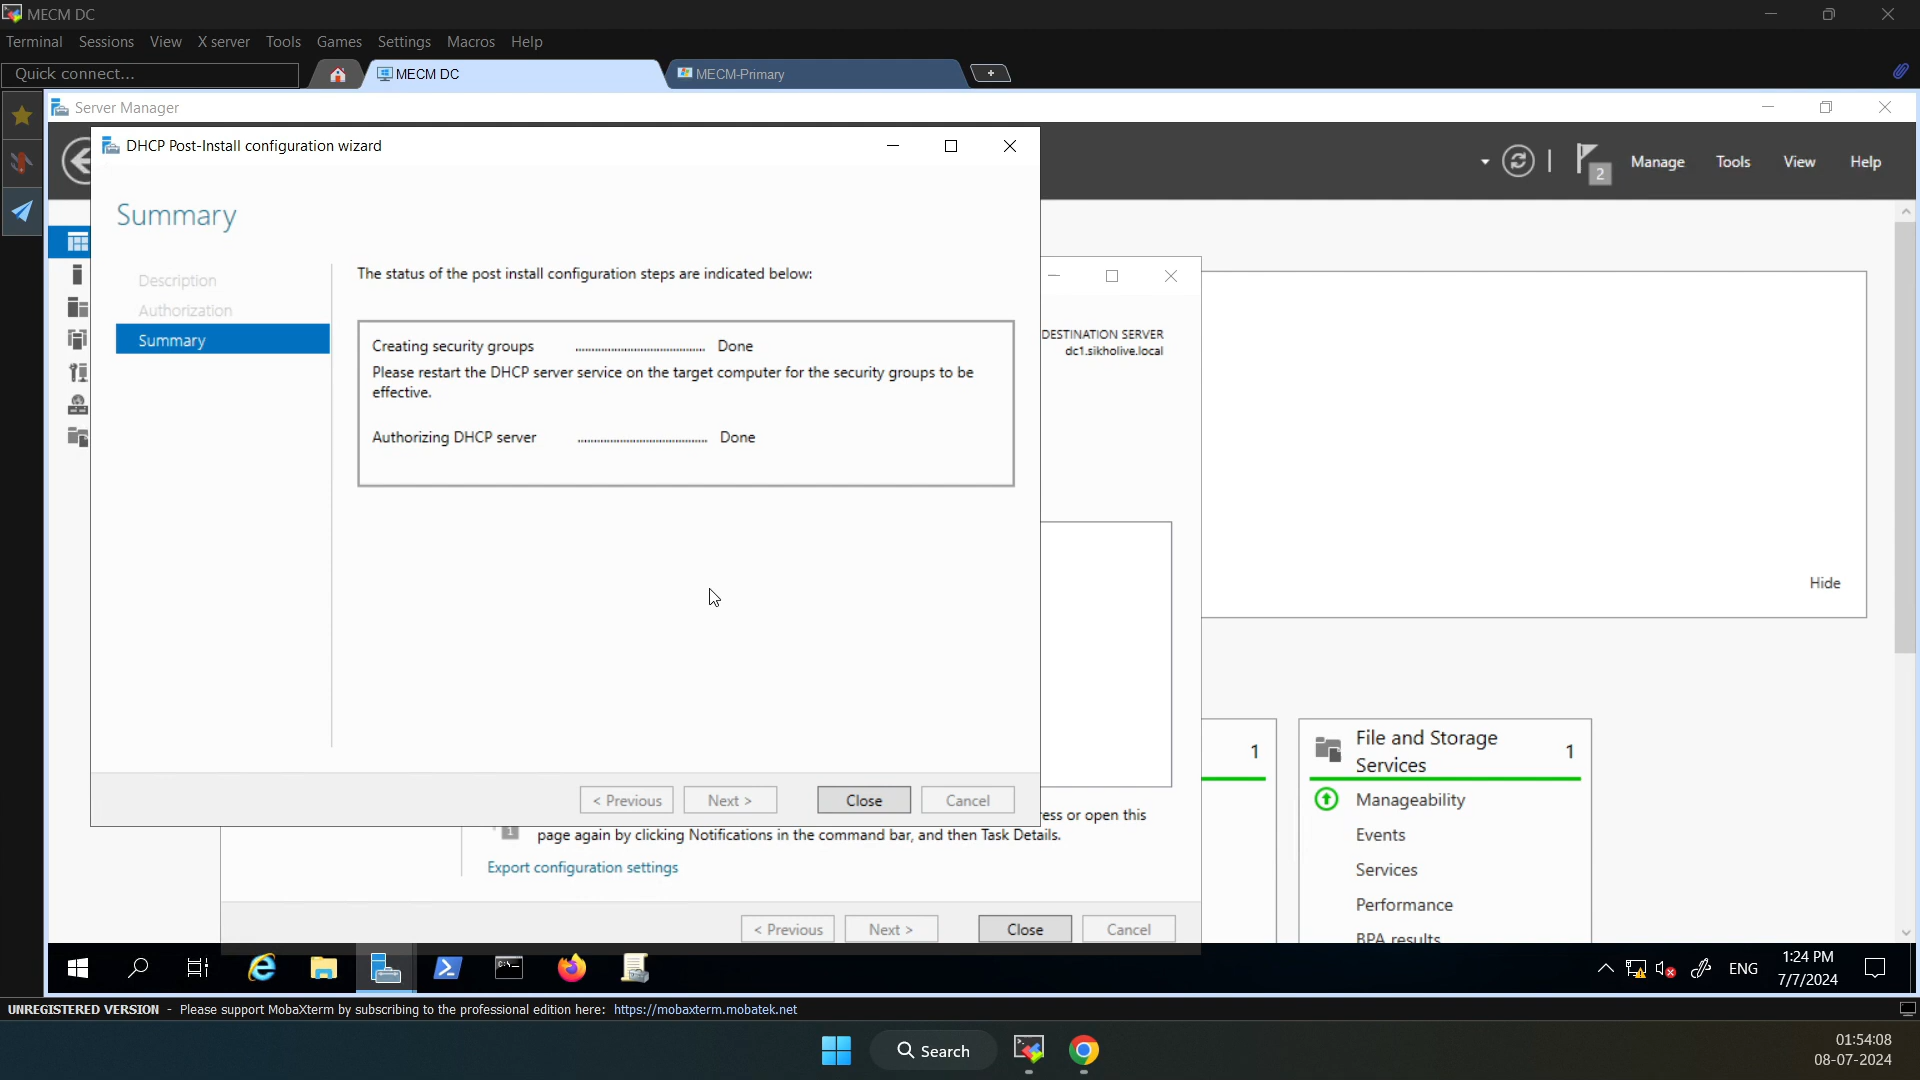 MECM DC
Terminal Sessions View X server Tools Games Settings Macros Help
Quick connect...
MECM DC
MECM-Primary
Server Manager
DHCP Post-Install configuration wizard
2
Manage Tools View Help
Summary
Description
Authorization
Summary
The status of the post install configuration steps are indicated below:
Creating security groups Done
Please restart the DHCP server service on the target computer for the security groups to be
effective.
Authorizing DHCP server Done
DESTINATION SERVER
dc1.sikholive.local
Hide
< Previous Next > Close Cancel
ress or open this
1
page again by clicking Notifications in the command bar, and then Task Details.
Export configuration settings
< Previous Next > Close Cancel
1
File and Storage
Services
1
Manageability
Events
Services
Performance
BPA results
ENG
1:24 PM
7/7/2024
UNREGISTERED VERSION - Please support MobaXterm by subscribing to the professional edition here: https://mobaxterm.mobatek.net
Search
01:54:08
08-07-2024